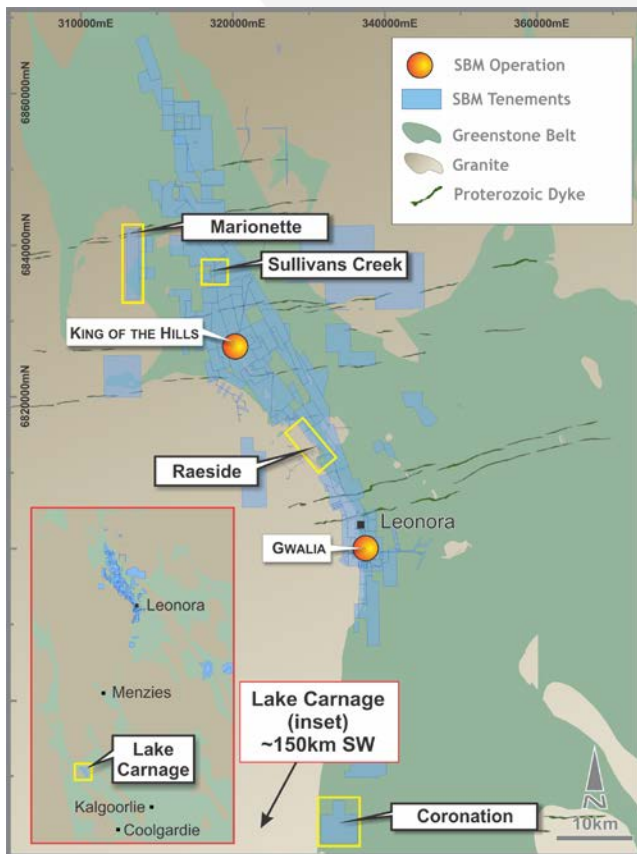 310000mE
320000mE
340000mE
360000mE
SBM Operation
SBM Tenements
Greenstone Belt
Granite
Proterozoic Dyke
6860000mN
Marionette
6840000mN
Sullivans Creek
KING OF THE HILLS
6820000mN
Raeside
Leonora
GWALIA
Leonora
Menzies
Lake Carnage
(inset)
~150km SW
Lake
Carnage
Kalgoorlie
Coolgardie
Coronation
N
10km